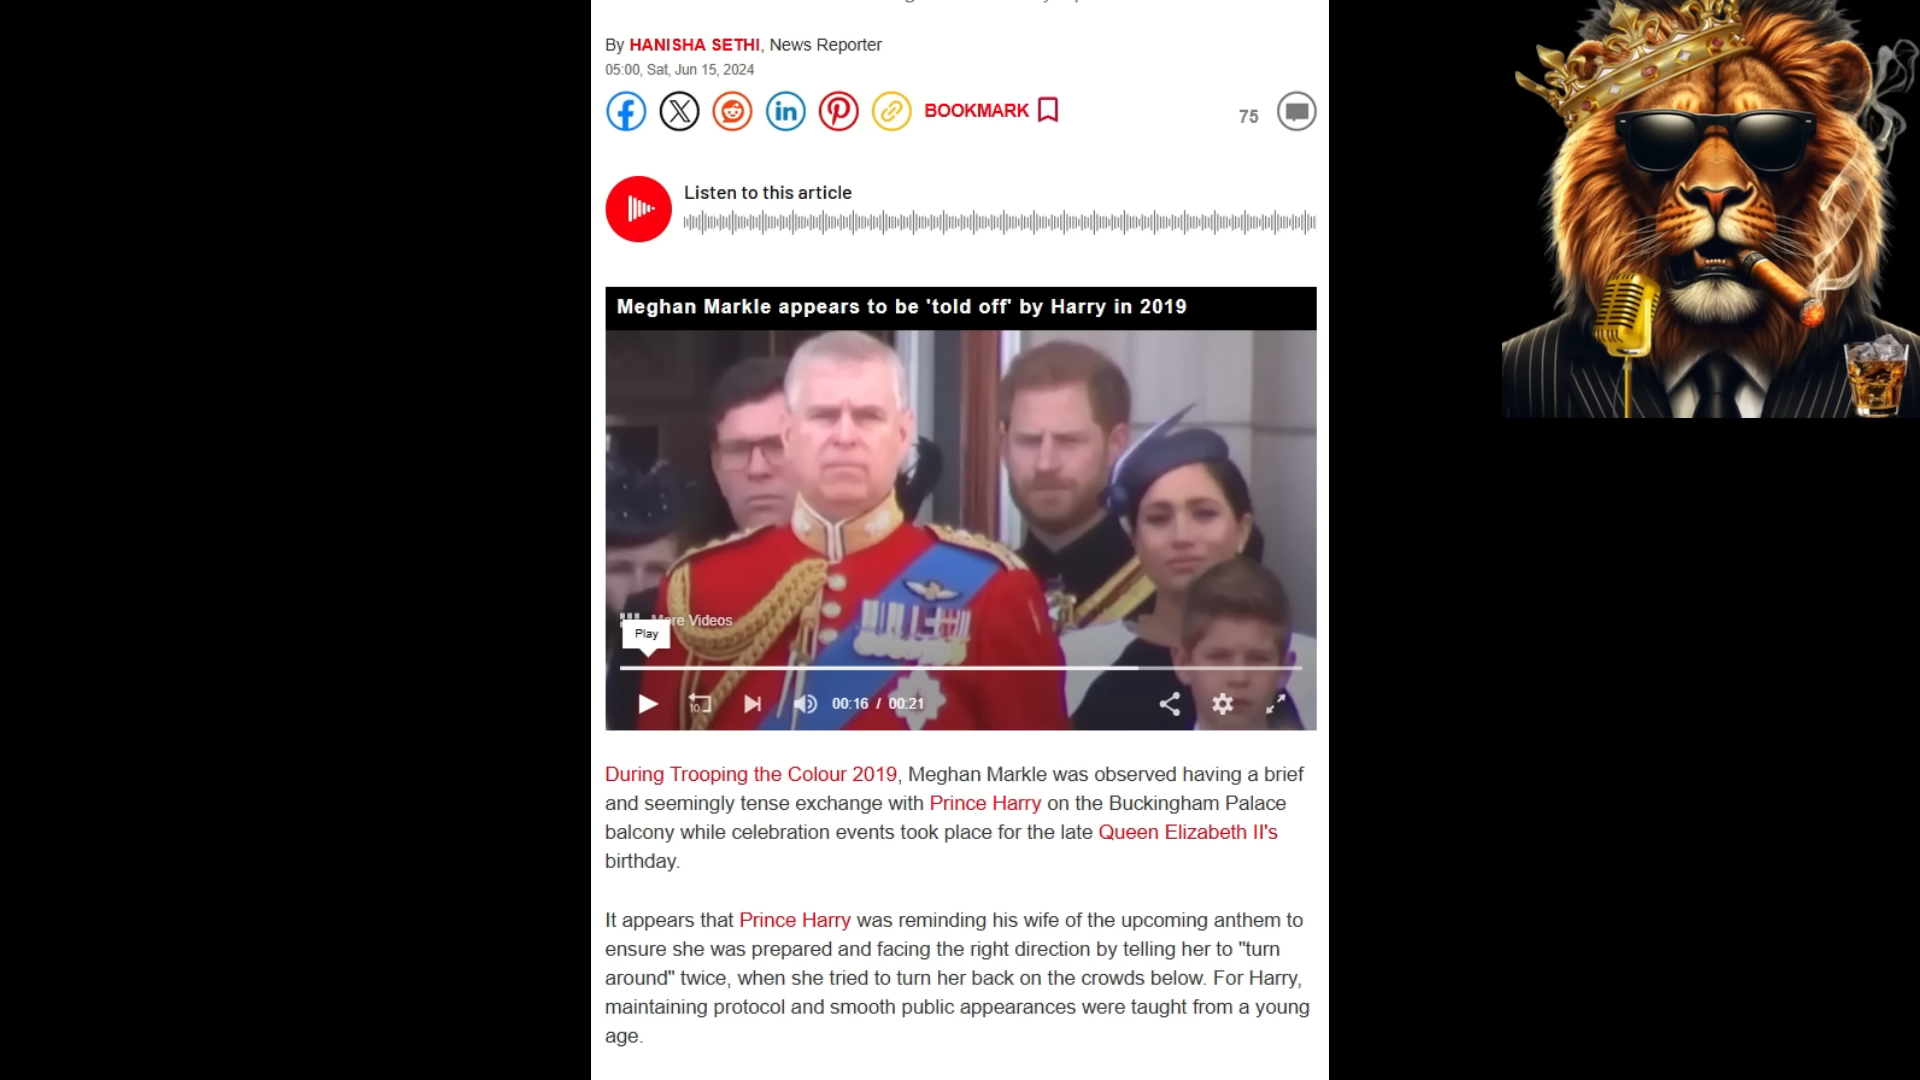 By HANISHA SETHI, News Reporter
05:00, Sat, Jun 15, 2024
BOOKMARK
75
Listen to this article
Meghan Markle appears to be 'told off' by Harry in 2019
More Videos
Play
10
00:16 / 00:21
During Trooping the Colour 2019, Meghan Markle was observed having a brief
and seemingly tense exchange with Prince Harry on the Buckingham Palace
balcony while celebration events took place for the late Queen Elizabeth II's
birthday.
It appears that Prince Harry was reminding his wife of the upcoming anthem to
ensure she was prepared and facing the right direction by telling her to "turn
around" twice, when she tried to turn her back on the crowds below. For Harry,
maintaining protocol and smooth public appearances were taught from a young
age.